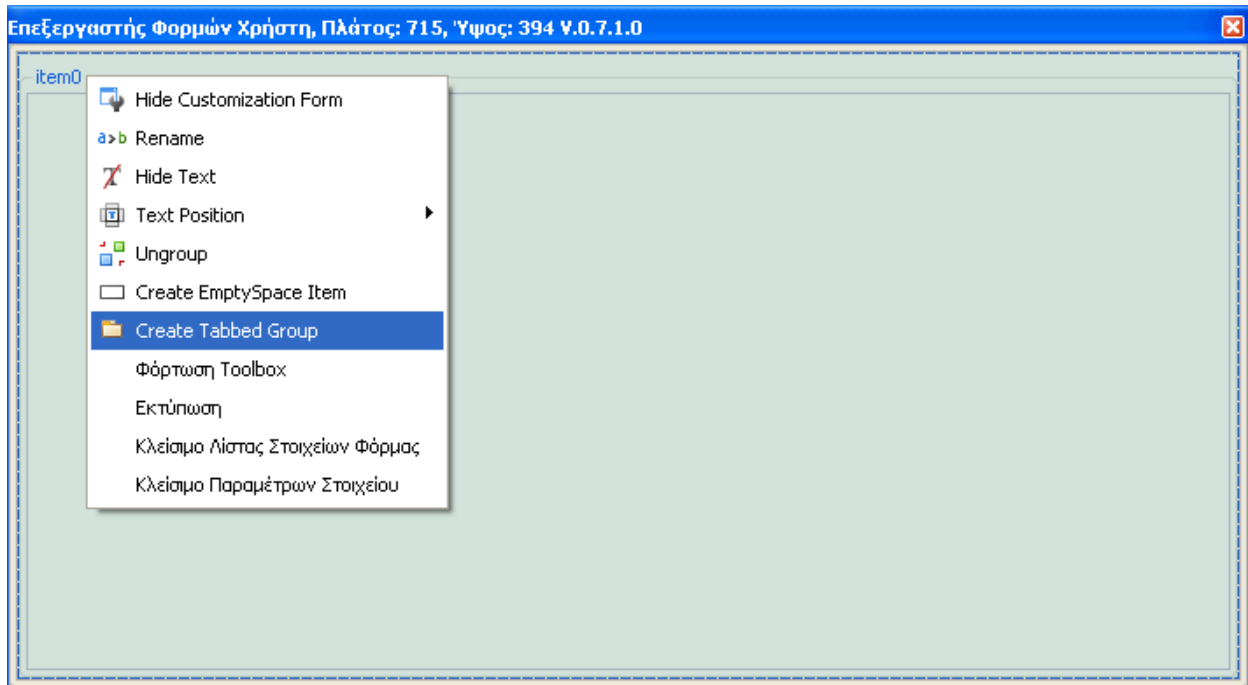 Επεξεργαστής Φορμών Χρήστη, Πλάτος: 715, Ύψος: 394 V.0.7.1.0
item0
Hide Customization Form
a>b Rename
Hide Text
Text Position
Ungroup
Create EmptySpace Item
Create Tabbed Group
Φόρτωση Toolbox
Εκτύπωση
Κλείσιμο Λίστας Στοιχείων Φόρμας
Κλείσιμο Παραμέτρων Στοιχείου